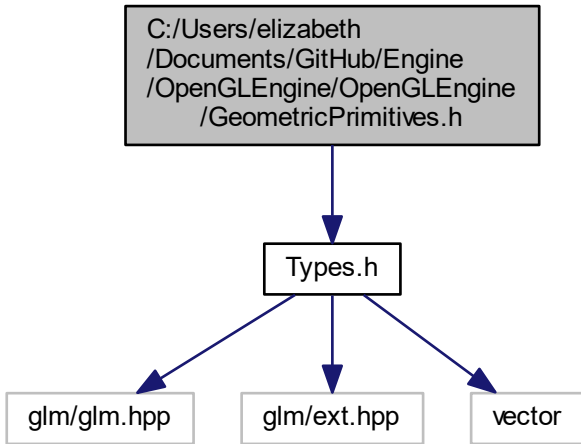 C:/Users/elizabeth
/Documents/GitHub/Engine
/OpenGLEngine/OpenGLEngine
/GeometricPrimitives.h
Types.h
glm/glm.hpp
glm/ext.hpp
vector